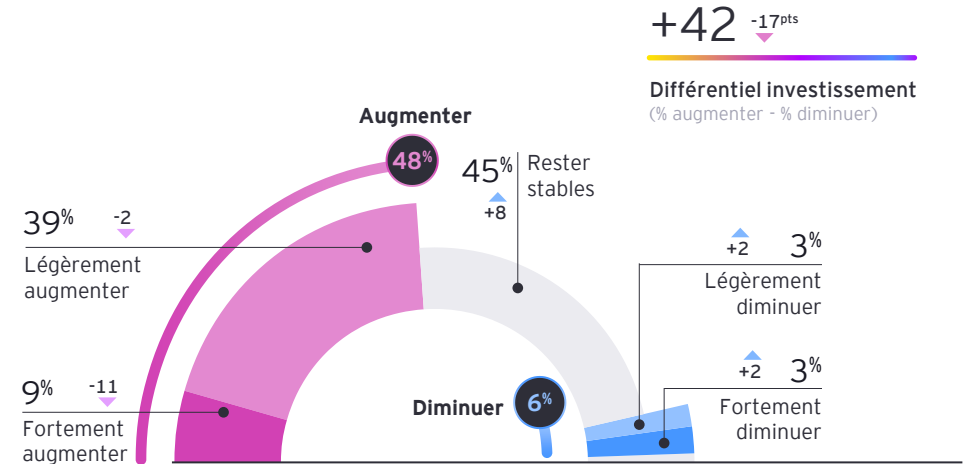 +42 -17pts
Différentiel investissement
(% augmenter - % diminuer)
Augmenter
48%
45%
+8
Rester
stables
39% -2
Légèrement
augmenter
+2 3%
Légèrement
diminuer
9% -11
Fortement
augmenter
Diminuer
6%
+2 3%
Fortement
diminuer